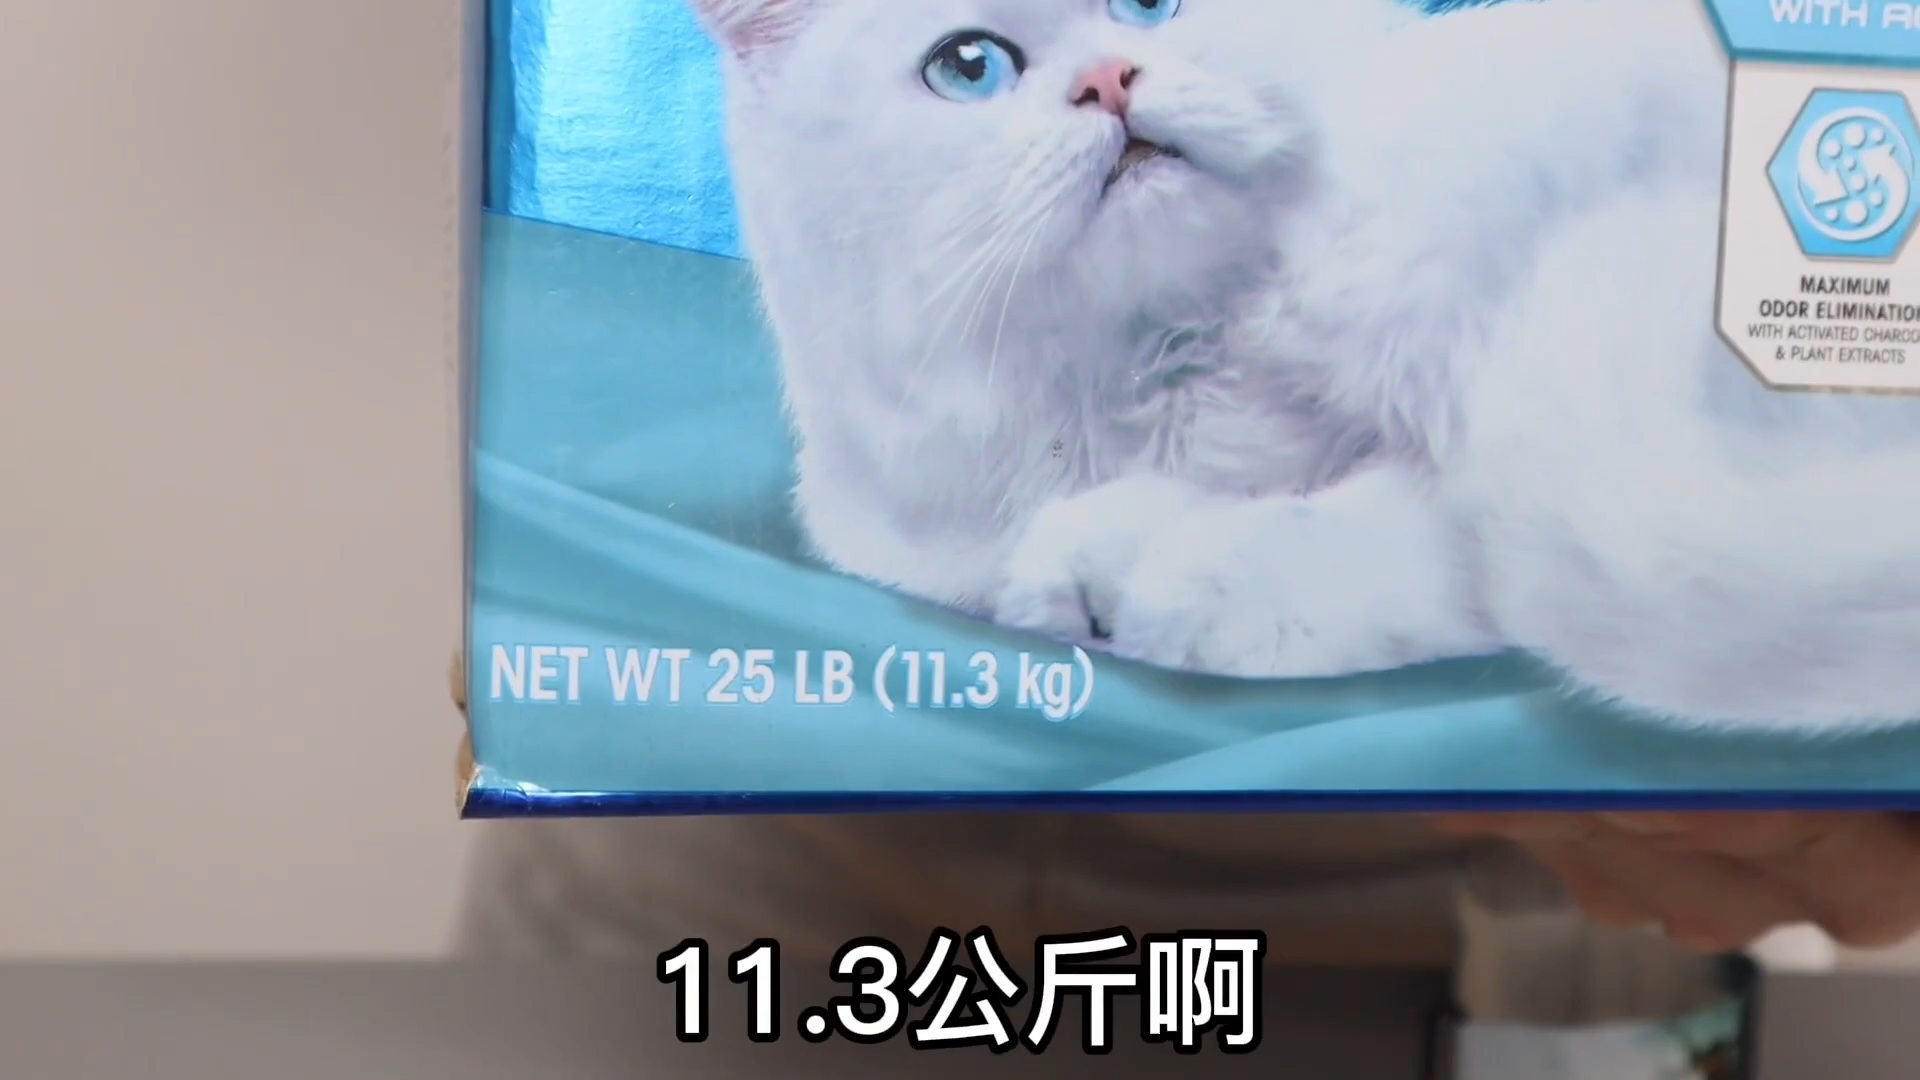 WITH
MAXIMUM
ODOR ELIMINATION
WITH ACTIVATED CHARCO
& PLANT EXTRACTS
NET WT 25 LB (11.3 kg)
11.3公斤啊